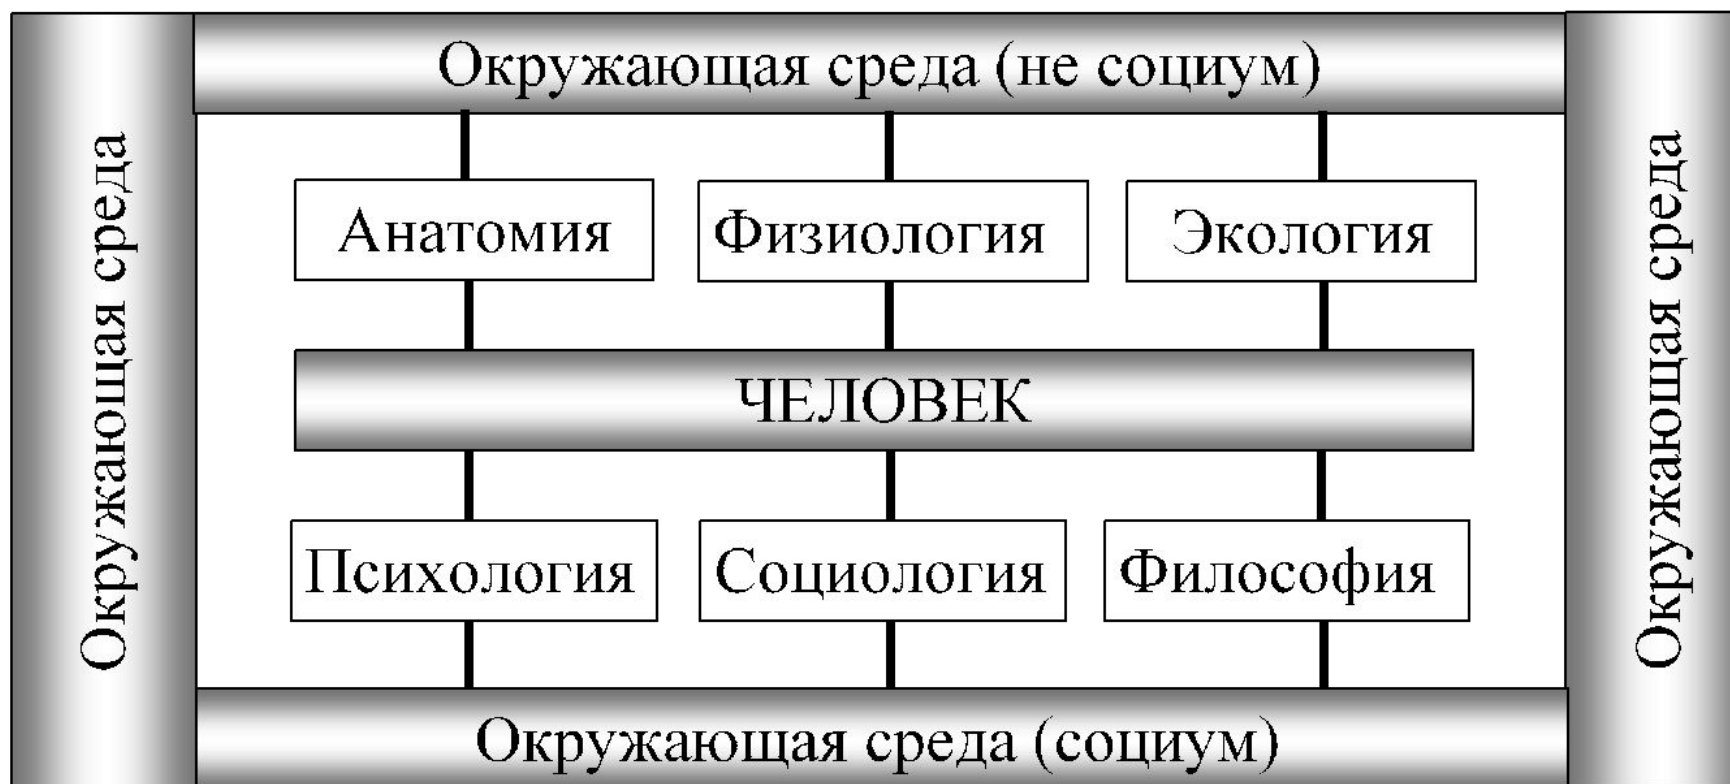 Окружающая среда (не социум)
Окружающая среда
Анатомия
Физиология
Экология
ЧЕЛОВЕК
Психология
Социология
Философия
Окружающая среда
Окружающая среда (социум)